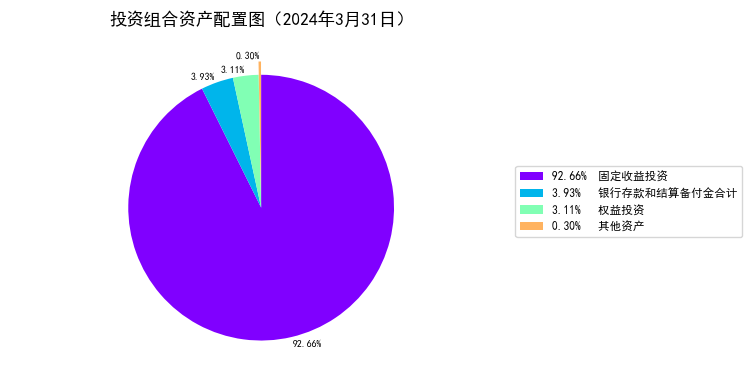 投资组合资产配置图（2024年3月31日）
0.30%
3.11%
3.93%
92.66%
92.66% 固定收益投资
3.93% 银行存款和结算备付金合计
3.11% 权益投资
0.30% 其他资产